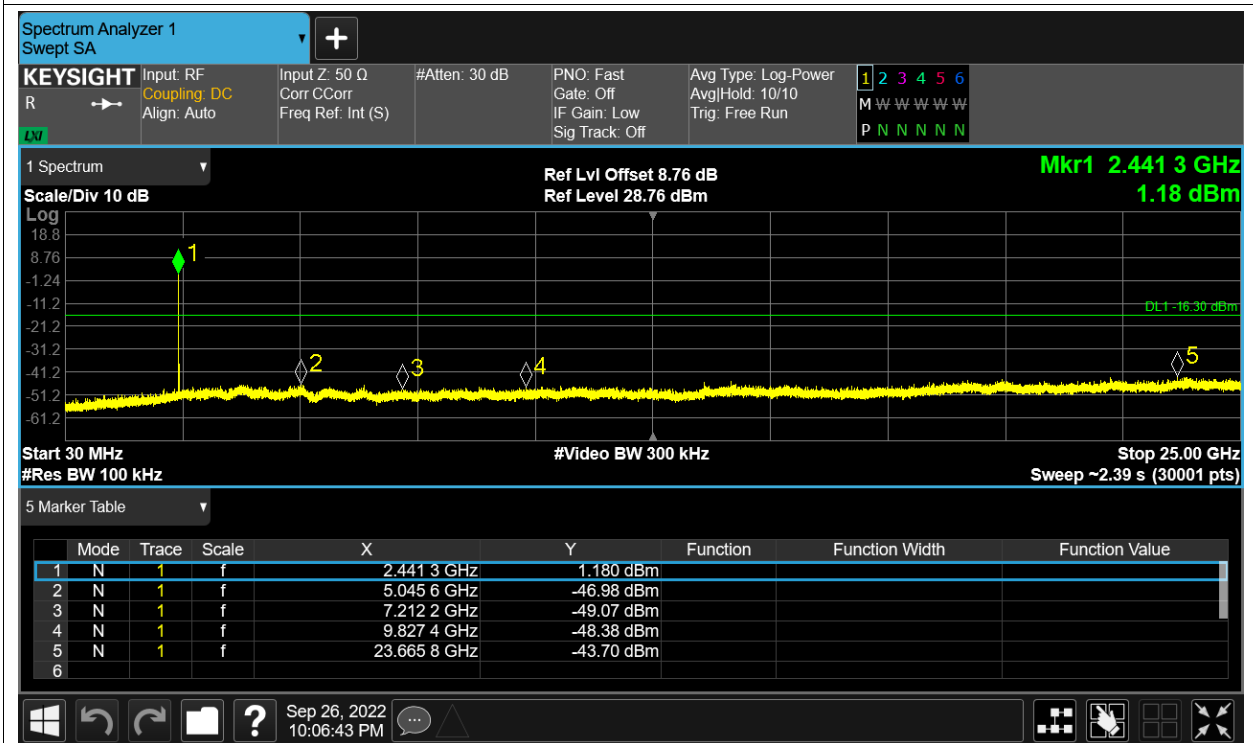 Spectrum Analyzer 1
Swept SA
KEYSIGHT
R
LXI
Input: RF
Coupling: DC
Align: Auto
Input Z: 50 Ω
Corr CCorr
Freq Ref: Int (S)
#Atten: 30 dB
PNO: Fast
Gate: Off
IF Gain: Low
Sig Track: Off
Avg Type: Log-Power
Avg|Hold: 10/10
Trig: Free Run
1 2 3 4 5 6
M W W W W W
P N N N N N
1 Spectrum
Scale/Div 10 dB
Ref Lvl Offset 8.76 dB
Ref Level 28.76 dBm
Mkr1 2.441 3 GHz
1.18 dBm
Log
18.8
8.76
-1.24
-11.2
-21.2
-31.2
-41.2
-51.2
-61.2
1
2
3
4
5
DL1 -16.30 dBm
Start 30 MHz
#Res BW 100 kHz
#Video BW 300 kHz
Stop 25.00 GHz
Sweep ~2.39 s (30001 pts)
5 Marker Table
Mode Trace Scale X Y Function Function Width Function Value
1 N 1 f 2.441 3 GHz 1.180 dBm
2 N 1 f 5.045 6 GHz -46.98 dBm
3 N 1 f 7.212 2 GHz -49.07 dBm
4 N 1 f 9.827 4 GHz -48.38 dBm
5 N 1 f 23.665 8 GHz -43.70 dBm
6
?
Sep 26, 2022
10:06:43 PM